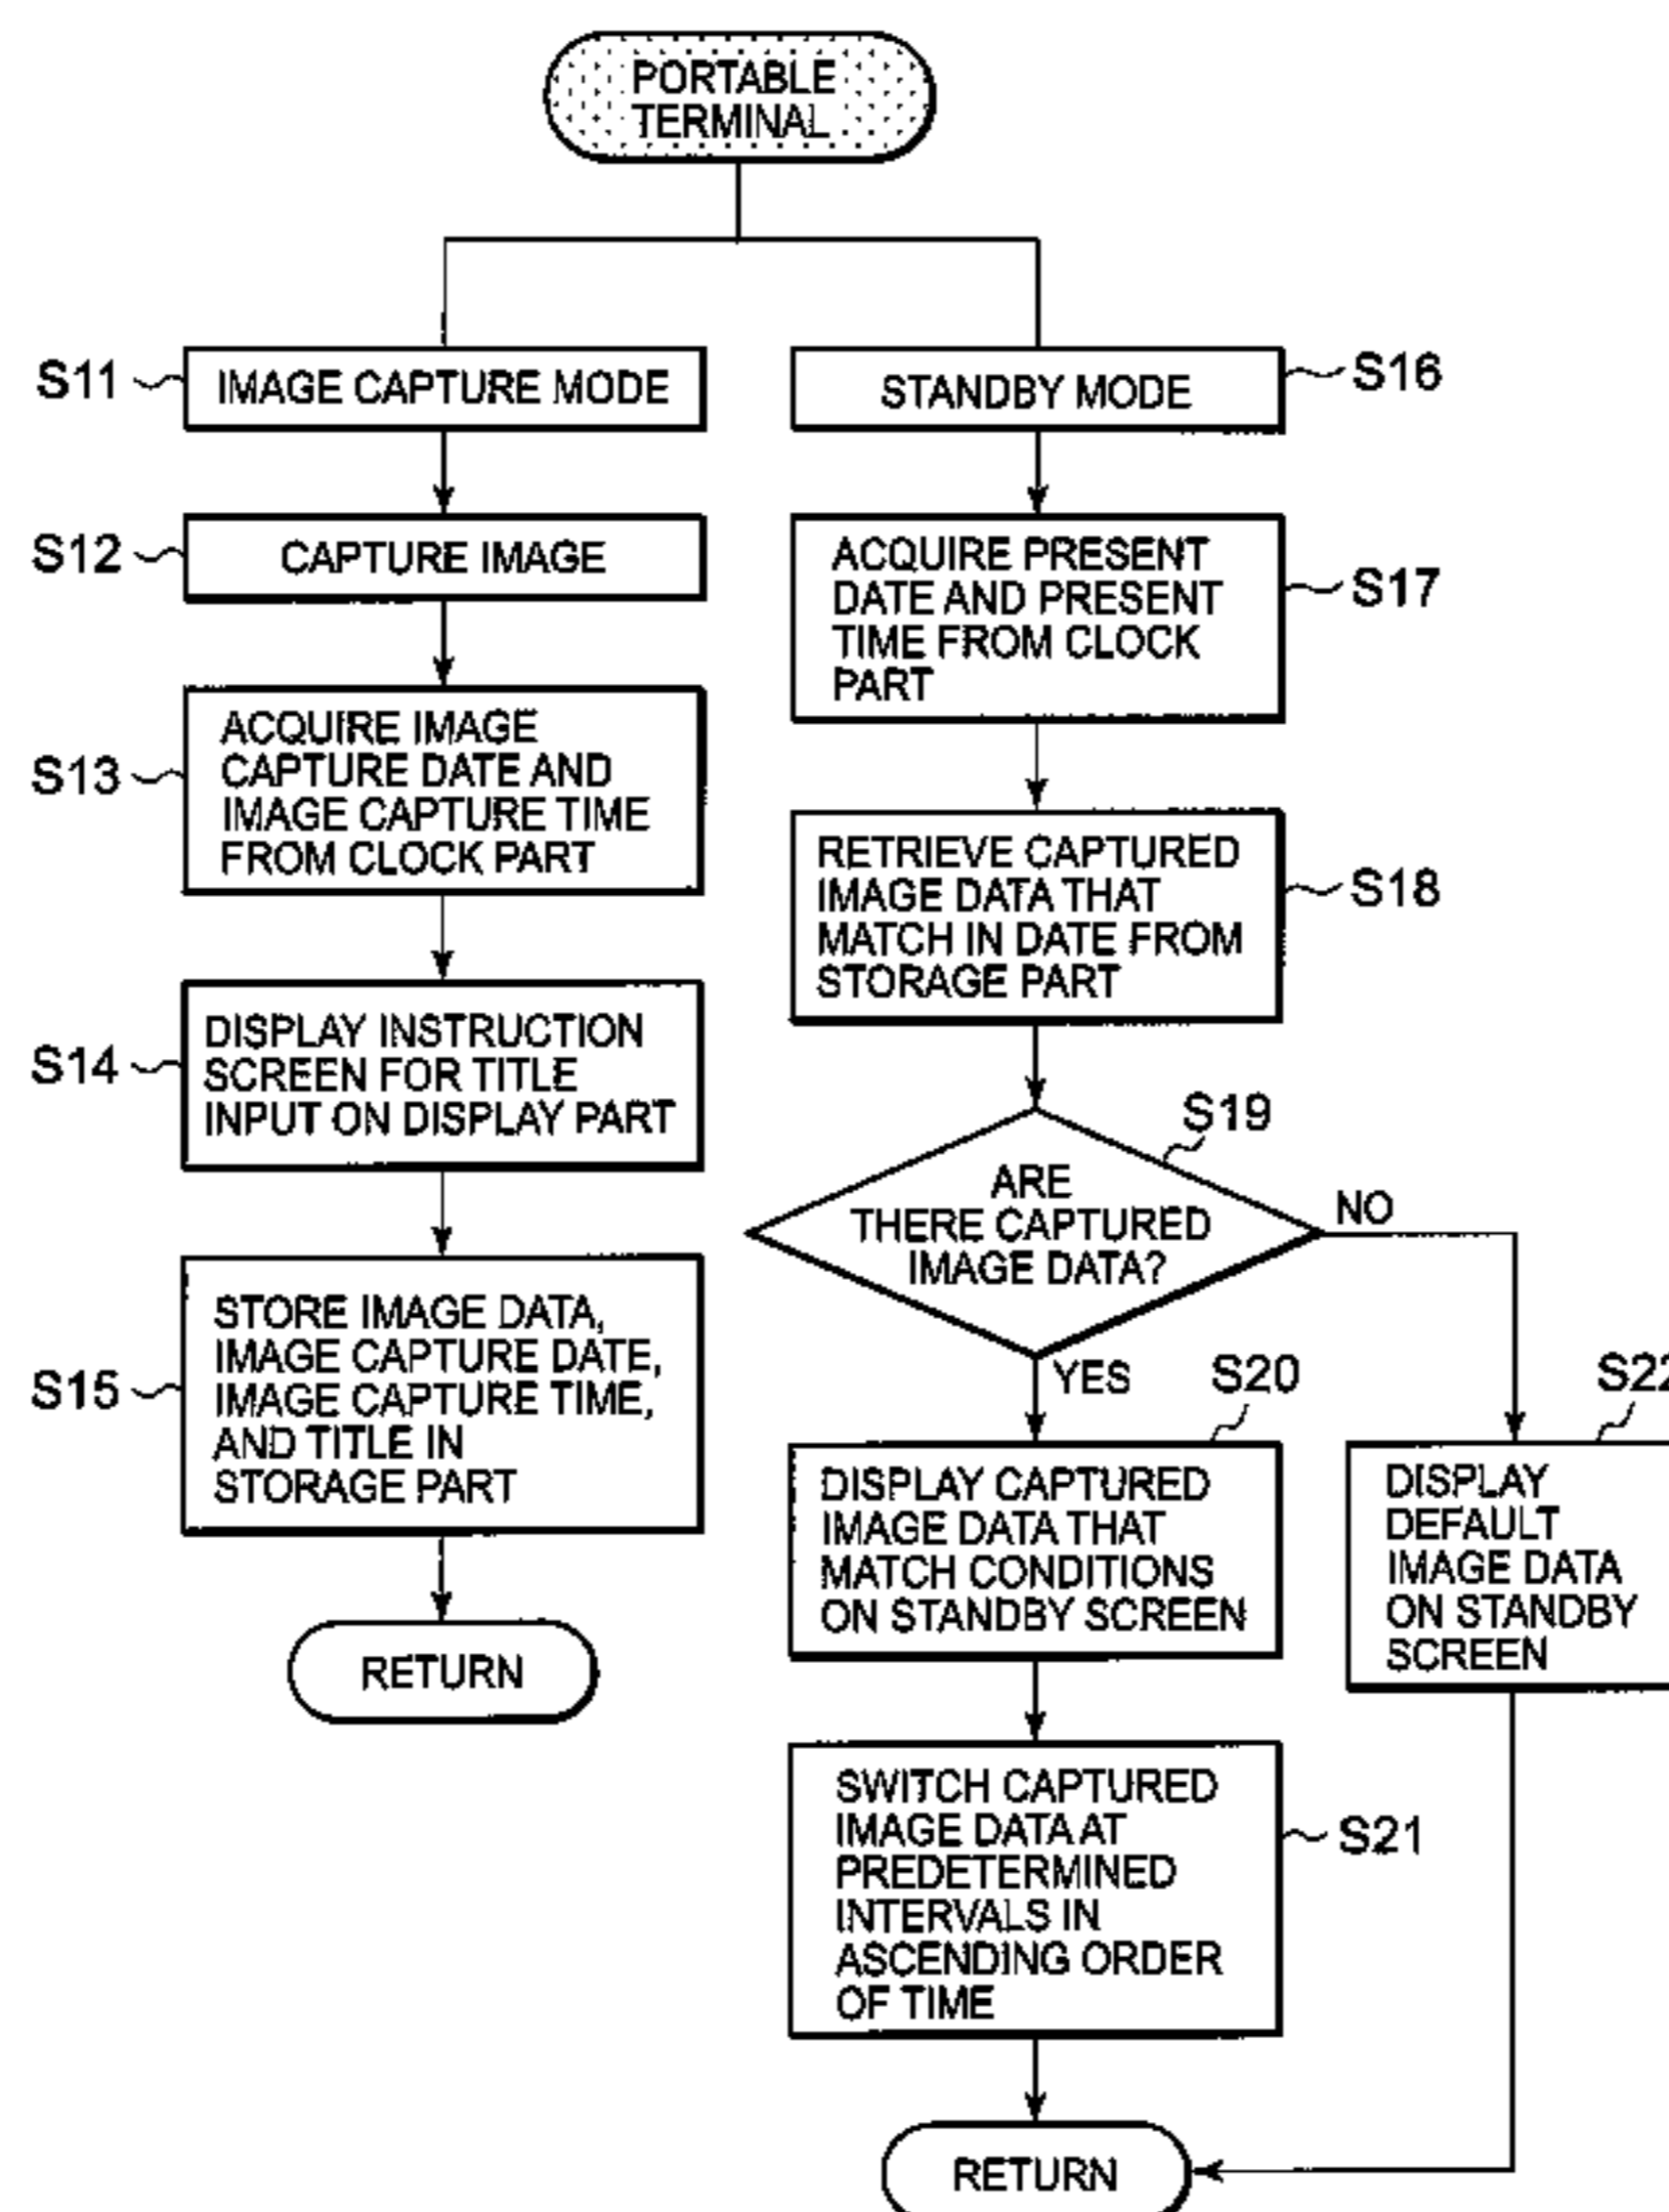 PORTABLE
TERMINAL
S11
IMAGE CAPTURE MODE
S12
CAPTURE IMAGE
S13
ACQUIRE IMAGE
CAPTURE DATE AND
IMAGE CAPTURE TIME
FROM CLOCK PART
S14
DISPLAY INSTRUCTION
SCREEN FOR TITLE
INPUT ON DISPLAY PART
S15
STORE IMAGE DATA,
IMAGE CAPTURE DATE,
IMAGE CAPTURE TIME,
AND TITLE IN
STORAGE PART
RETURN
STANDBY MODE
S16
ACQUIRE PRESENT
DATE AND PRESENT
TIME FROM CLOCK
PART
S17
RETRIEVE CAPTURED
IMAGE DATA THAT
MATCH IN DATE FROM
STORAGE PART
S18
S19
ARE
THERE CAPTURED
IMAGE DATA?
NO
YES
S20
DISPLAY CAPTURED
IMAGE DATA THAT
MATCH CONDITIONS
ON STANDBY SCREEN
S22
DISPLAY
DEFAULT
IMAGE DATA
ON STANDBY
SCREEN
SWITCH CAPTURED
IMAGE DATA AT
PREDETERMINED
INTERVALS IN
ASCENDING ORDER
OF TIME
S21
RETURN